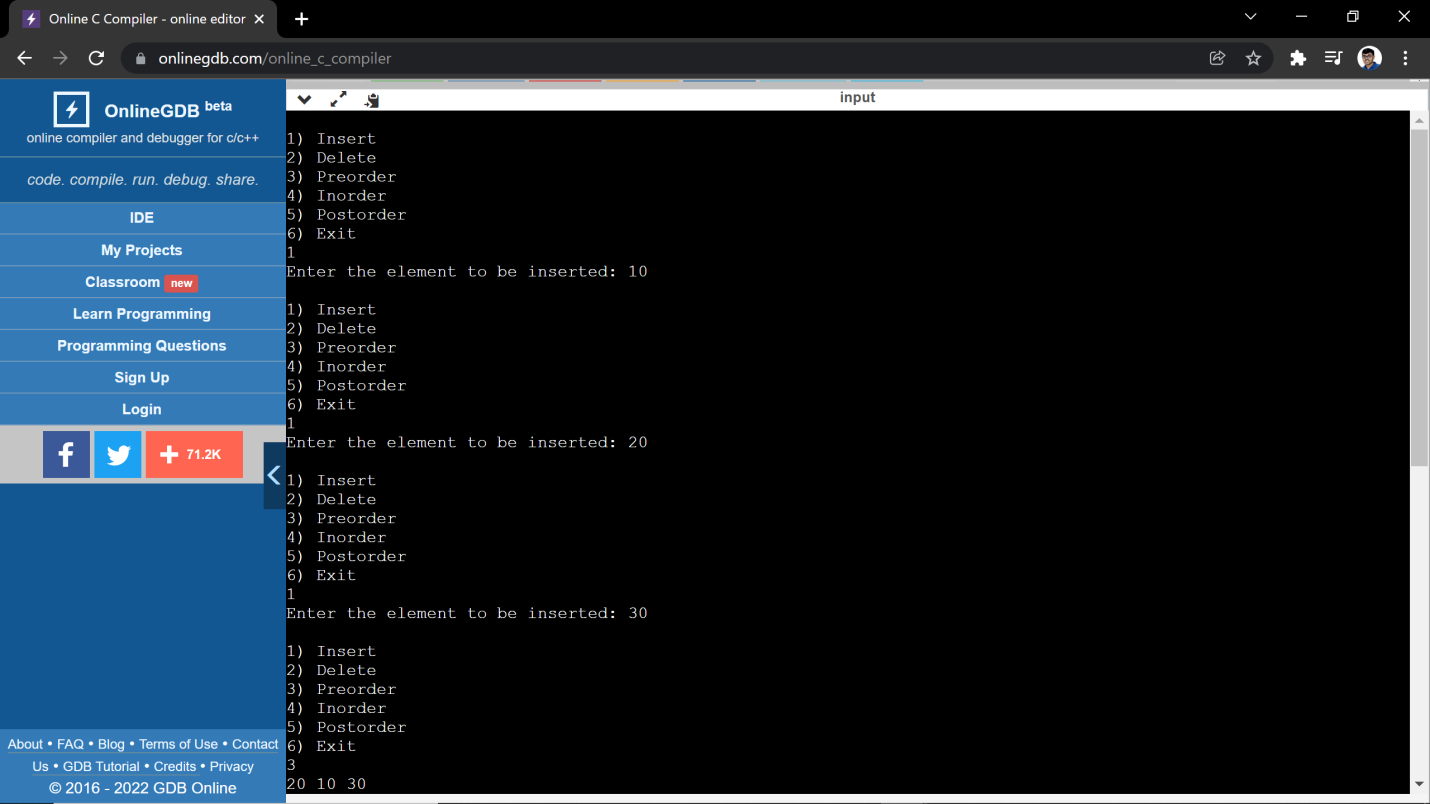 Online C Compiler - online editor
onlinegdb.com/online_c_compiler
OnlineGDB beta
online compiler and debugger for c/c++
code. compile. run. debug. share.
IDE
My Projects
Classroom new
Learn Programming
Programming Questions
Sign Up
Login
71.2K
About • FAQ • Blog • Terms of Use • Contact
Us • GDB Tutorial • Credits • Privacy
© 2016 - 2022 GDB Online
input
1) Insert
2) Delete
3) Preorder
4) Inorder
5) Postorder
6) Exit
1
Enter the element to be inserted: 10
1) Insert
2) Delete
3) Preorder
4) Inorder
5) Postorder
6) Exit
1
Enter the element to be inserted: 20
1) Insert
2) Delete
3) Preorder
4) Inorder
5) Postorder
6) Exit
1
Enter the element to be inserted: 30
1) Insert
2) Delete
3) Preorder
4) Inorder
5) Postorder
6) Exit
3
20 10 30